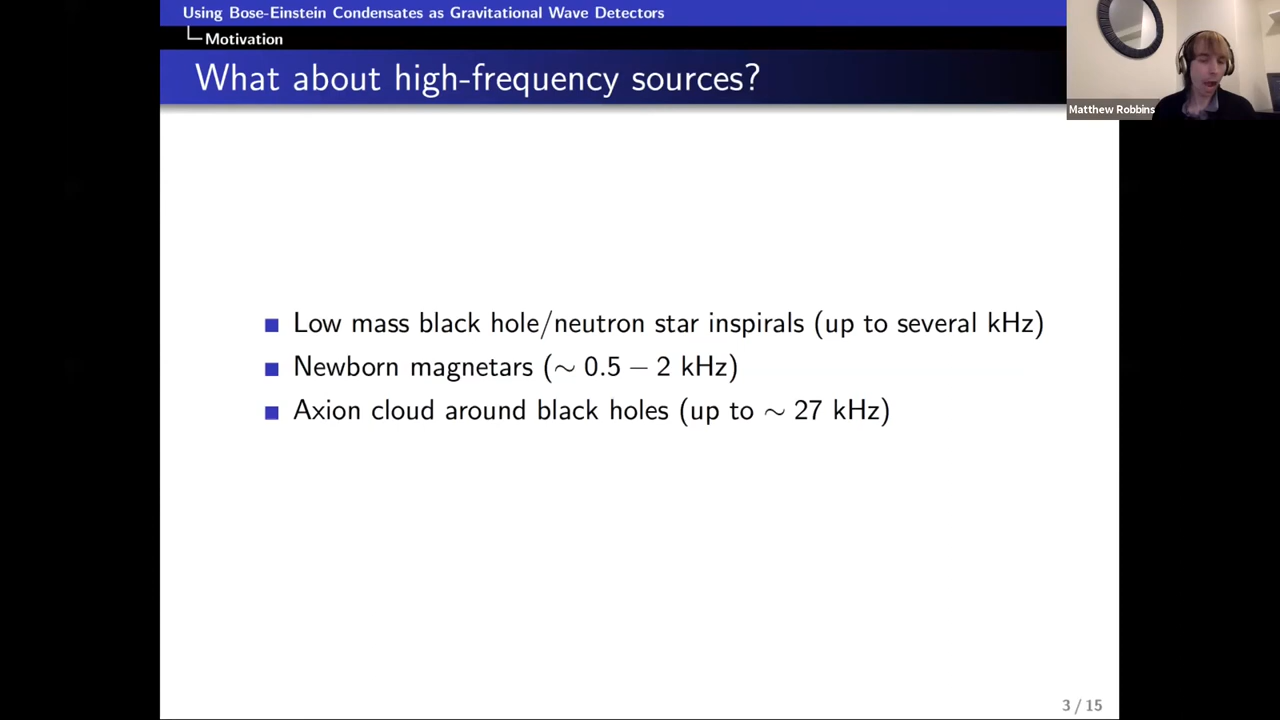 Using Bose-Einstein Condensates as Gravitational Wave Detectors
Motivation
What about high-frequency sources?
Matthew Robbins
Low mass black hole/neutron star inspirals (up to several kHz)
Newborn magnetars (∼ 0.5 − 2 kHz)
Axion cloud around black holes (up to ∼ 27 kHz)
3 / 15